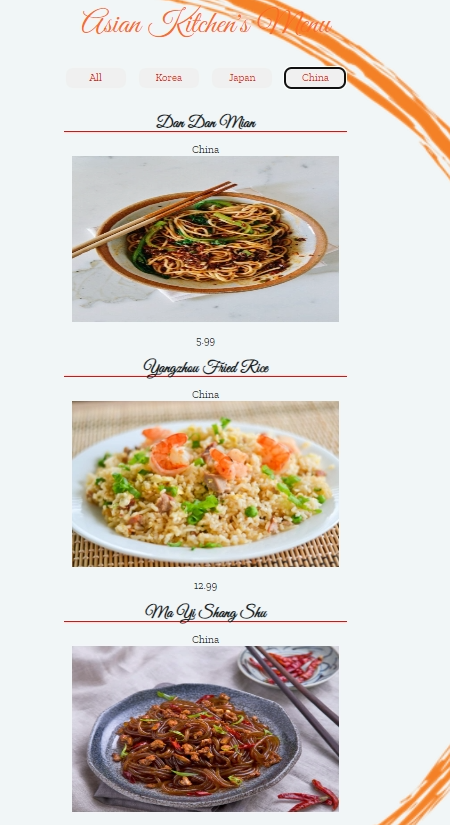 Asian Kitchen's Menu
All Korea Japan China
Dan Dan Mian
China
5.99
Yangzhou Fried Rice
China
12.99
Ma Yi Shang Shu
China